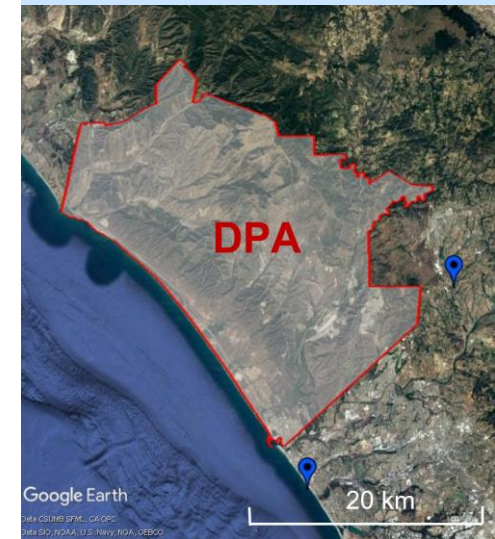 DPA
Google Earth
20 km
Data CSUMB SFML, CA OPC
Data SIO, NOAA, U.S. Navy, NGA, GEBCO